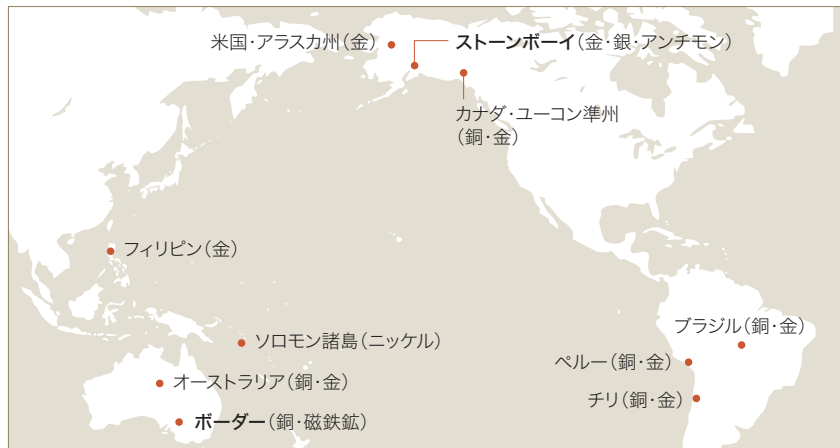 米国・アラスカ州（金）
ストーンボーイ（金・銀・アンチモン）
カナダ・ユーコン準州
（銅・金）
フィリピン（金）
ソロモン諸島（ニッケル）
オーストラリア（銅・金）
ボーダー（銅・磁鉄鉱）
ブラジル（銅・金）
ペルー（銅・金）
チリ（銅・金）